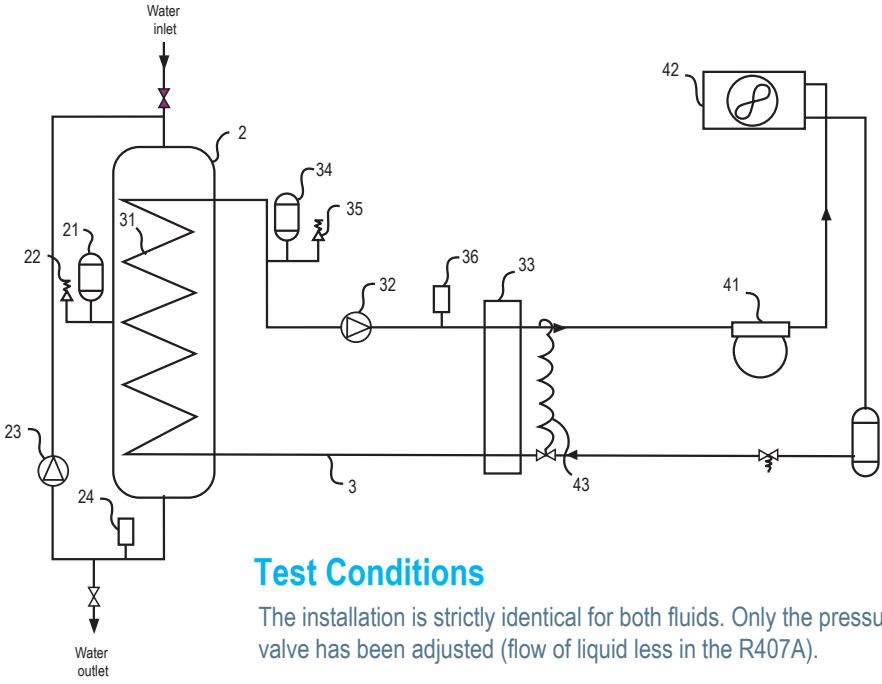 Water
inlet
42
2
34
31
35
21
22
36
33
32
41
23
24
3
43
Test Conditions
The installation is strictly identical for both fluids. Only the
valve has been adjusted (flow of liquid less in the R407A).
Water
outlet